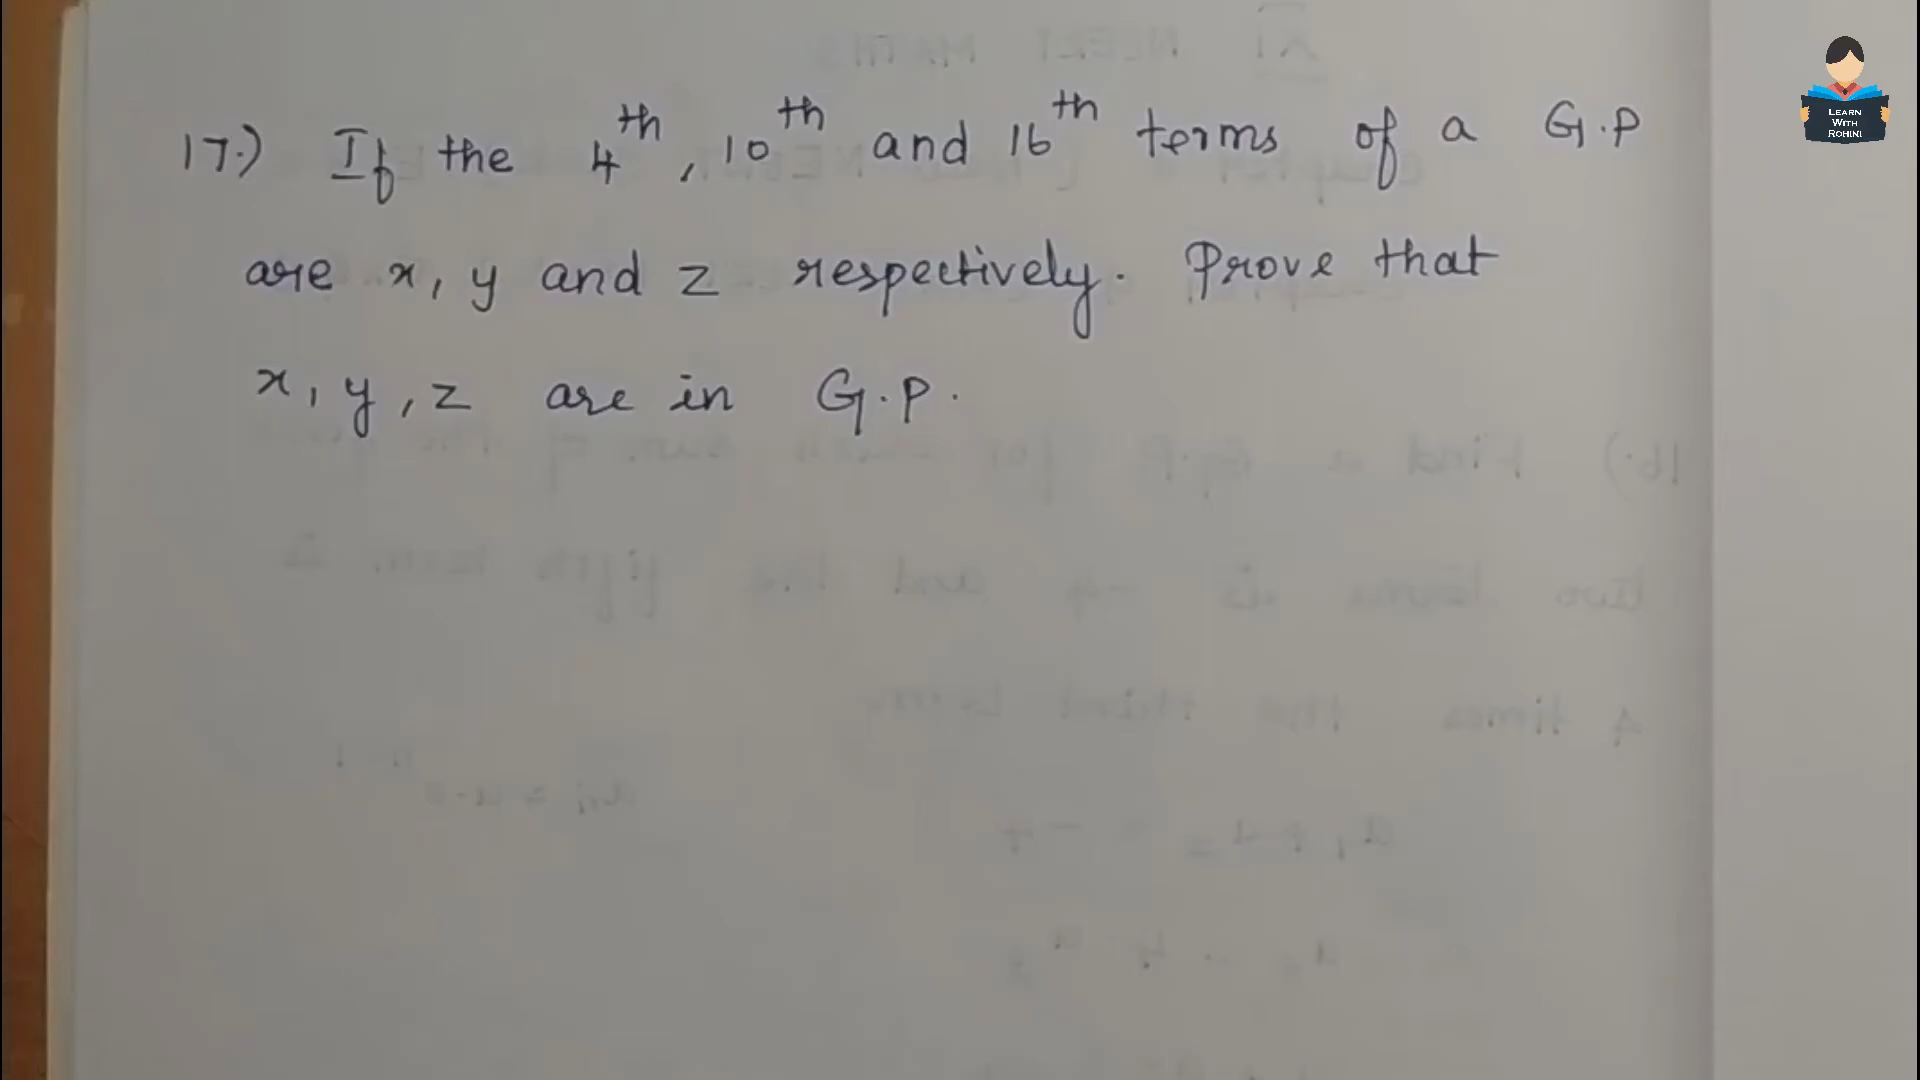 LEARN
WITH
ROHINI
17.) If the 4th, 10th and 16th terms of a G.P
are x, y and z respectively. Prove that
x, y, z are in G.P.